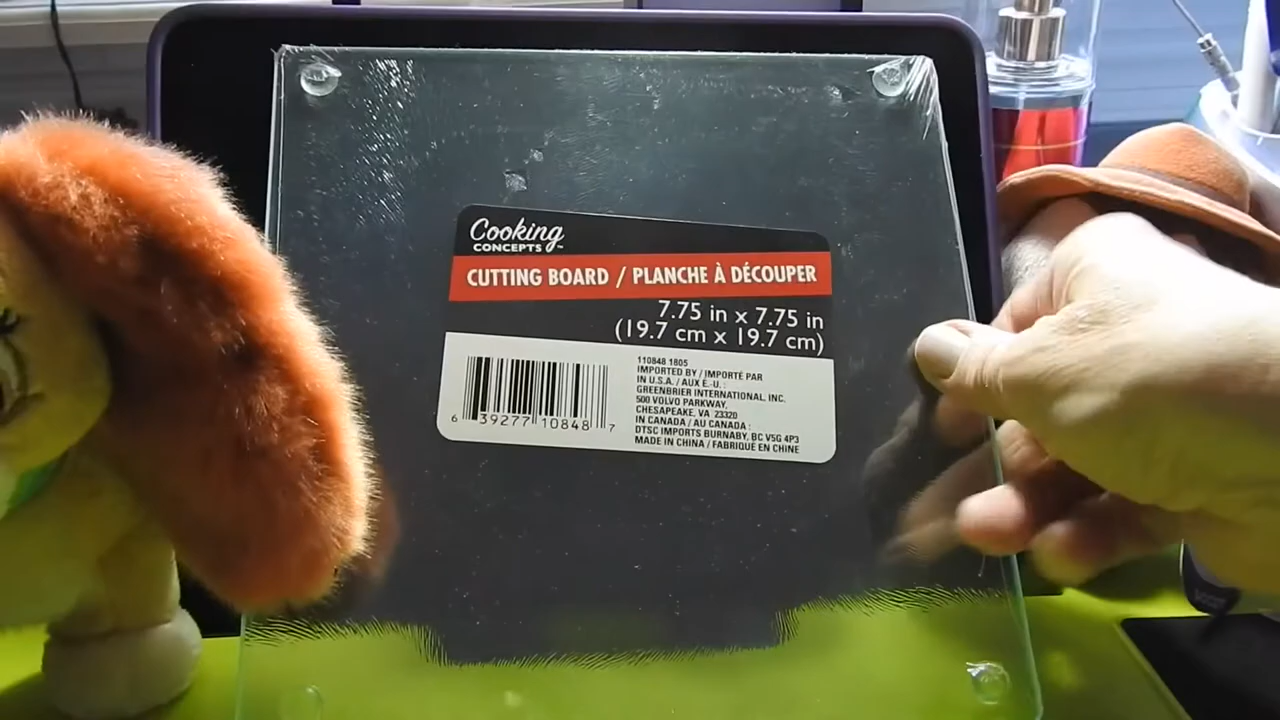 Cooking
CONCEPTS™
CUTTING BOARD / PLANCHE À DÉCOUPER
7.75 in x 7.75 in
(19.7 cm x 19.7 cm)
110848 1805
IMPORTED BY / IMPORTÉ PAR
IN U.S.A. / AUX É.-U. :
GREENBRIER INTERNATIONAL, INC.
500 VOLVO PARKWAY,
CHESAPEAKE, VA 23320
IN CANADA / AU CANADA :
DTSC IMPORTS BURNABY, BC V5G 4P3
MADE IN CHINA / FABRIQUÉ EN CHINE
6 39277 10848 7